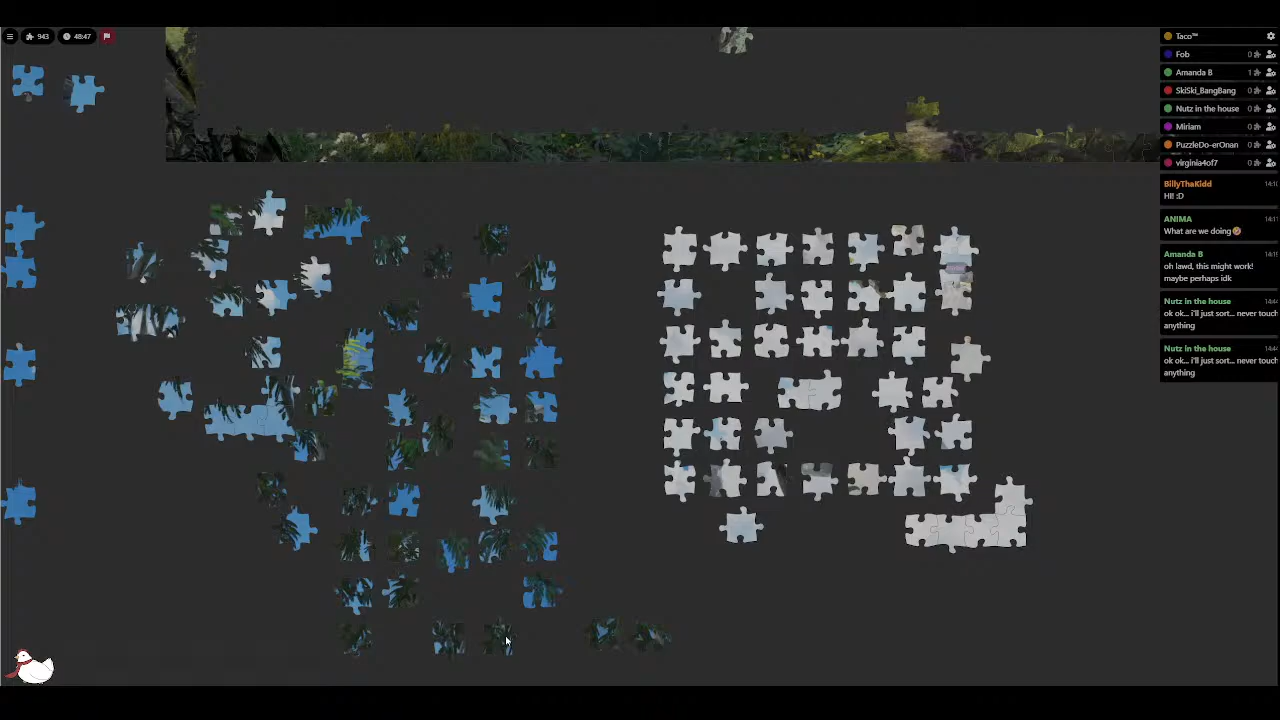 943 48:47
Taco™
Fob 0
Amanda B 1
SkiSki_BangBang 0
Nutz in the house 0
Miriam 0
PuzzleDo-erOnan 0
virginia4of7 0
BillyThaKidd
HI! :D
ANIMA
What are we doing
Amanda B
oh lawd, this might work!
maybe perhaps idk
Nutz in the house
ok ok... i'll just sort... never touch
anything
Nutz in the house
ok ok... i'll just sort... never touch
anything